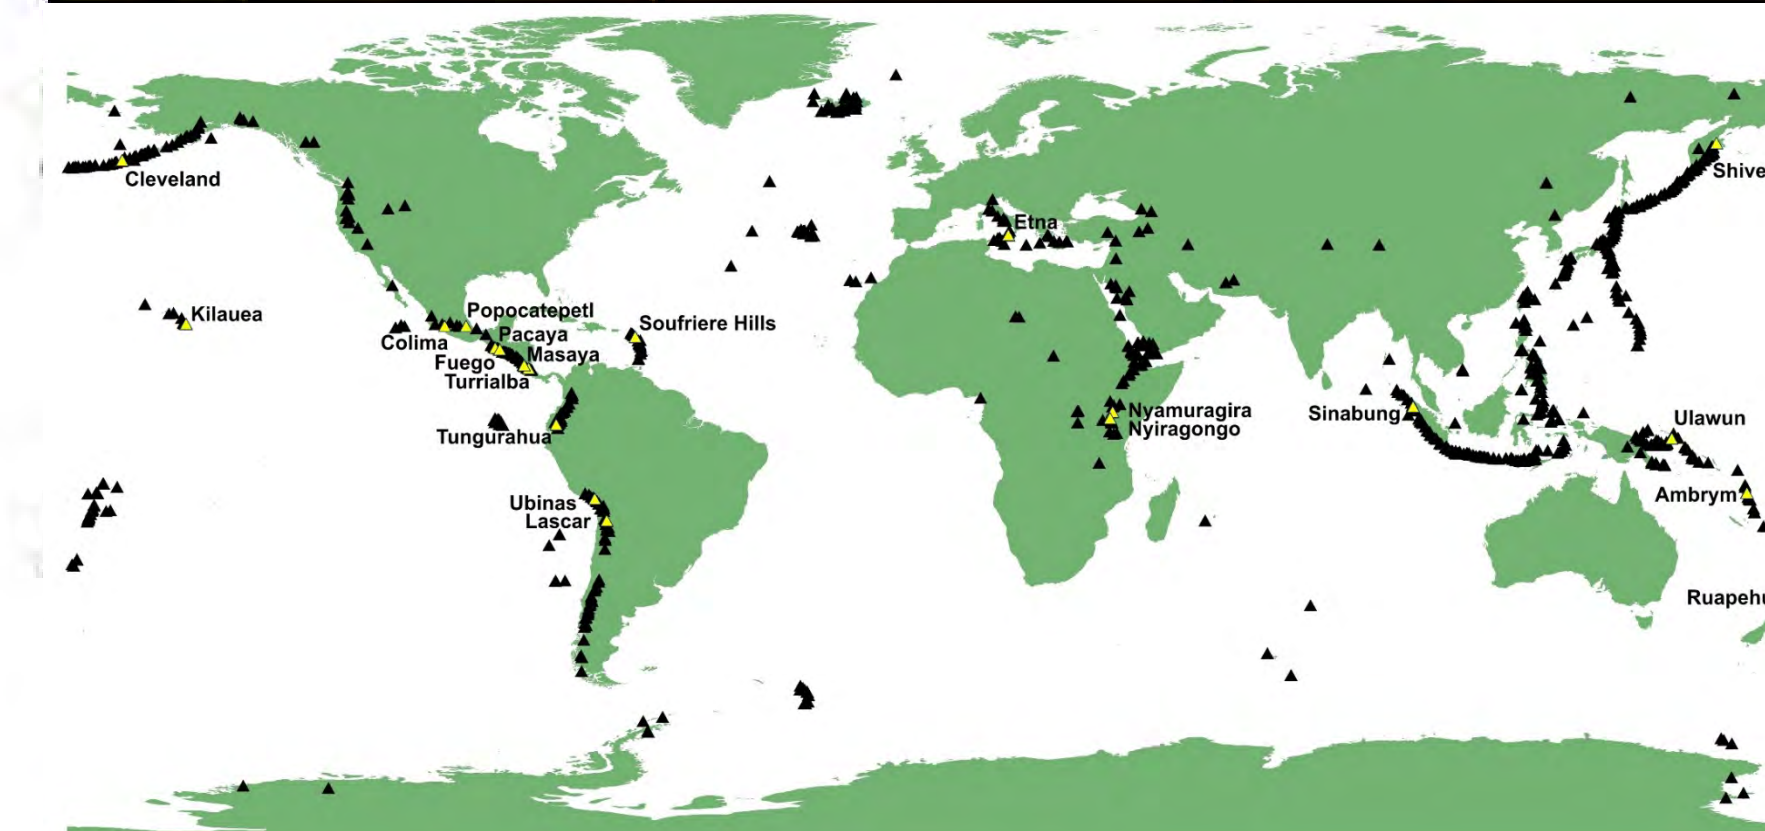 Cleveland
Shive
Etna
Kilauea
Popocatepetl
Soufriere Hills
Colima
Pacaya
Fuego
Masaya
Turrialba
Nyamuragira
Sinabung
Ulawun
Nyiragongo
Tungurahua
Ubinas
Ambrym
Lascar
Ruapehu